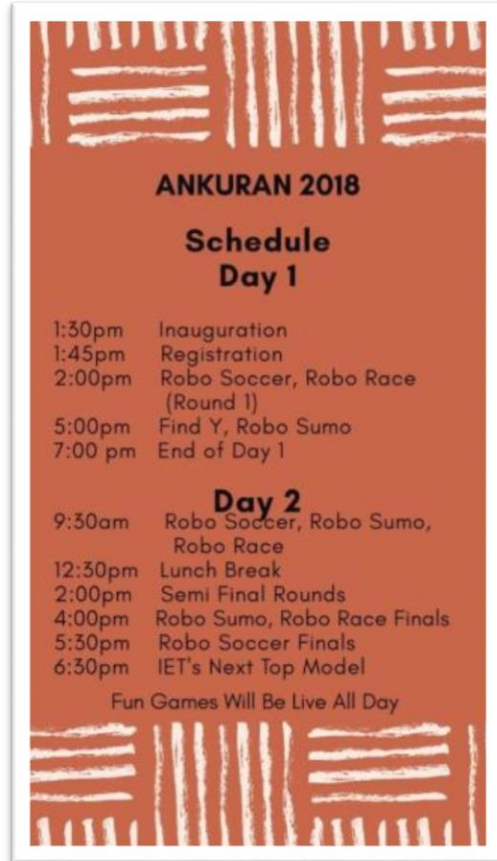 ANKURAN 2018
Schedule
Day 1
1:30pm Inauguration
1:45pm Registration
2:00pm Robo Soccer, Robo Race
(Round 1)
5:00pm Find Y, Robo Sumo
7:00 pm End of Day 1
Day 2
9:30am Robo Soccer, Robo Sumo,
Robo Race
12:30pm Lunch Break
2:00pm Semi Final Rounds
4:00pm Robo Sumo, Robo Race Finals
5:30pm Robo Soccer Finals
6:30pm IET's Next Top Model
Fun Games Will Be Live All Day